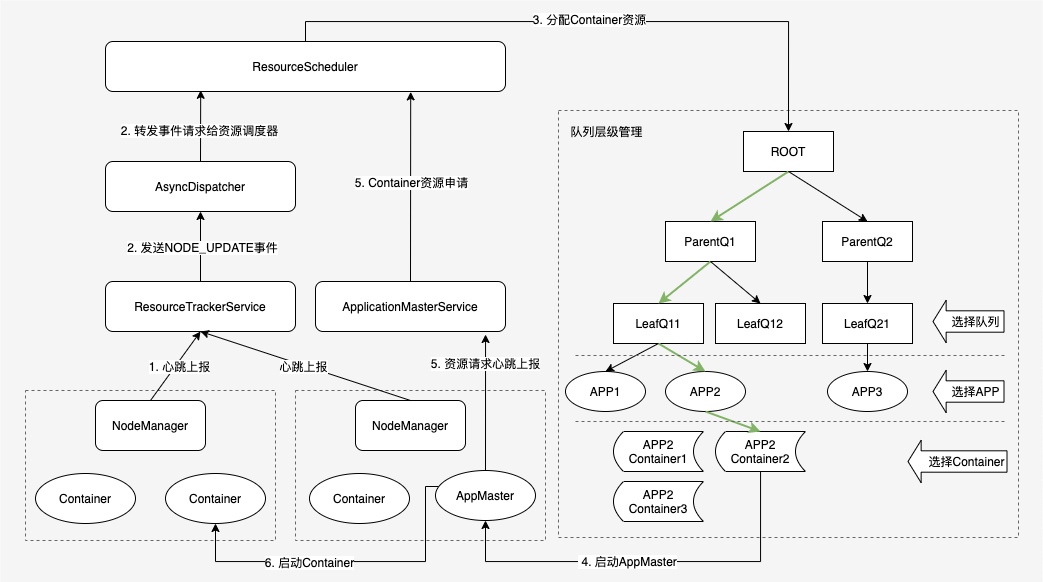 3. 分配Container资源
ResourceScheduler
2. 转发事件请求给资源调度器
队列层级管理
ROOT
AsyncDispatcher
5. Container资源申请
2. 发送NODE_UPDATE事件
ParentQ1
ParentQ2
ResourceTrackerService
ApplicationMasterService
LeafQ11
LeafQ12
LeafQ21
选择队列
1. 心跳上报
心跳上报
5. 资源请求心跳上报
APP1
APP2
APP3
选择APP
NodeManager
NodeManager
APP2
Container1
APP2
Container2
选择Container
Container
Container
Container
AppMaster
APP2
Container3
6. 启动Container
4. 启动AppMaster